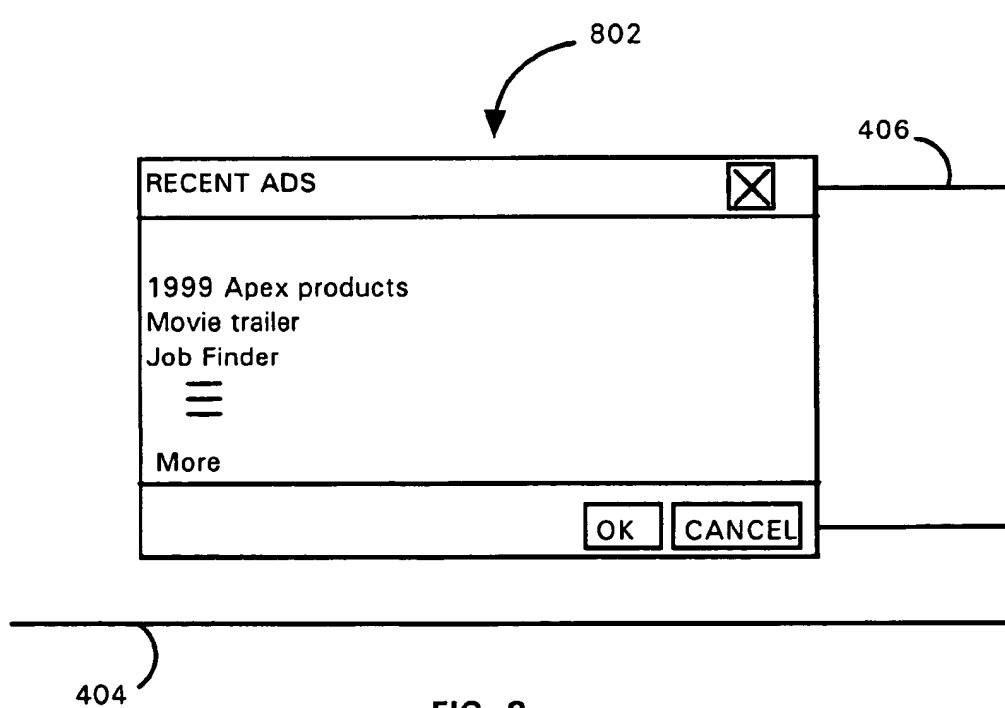 802
406
RECENT ADS
1999 Apex products
Movie trailer
Job Finder
More
OK CANCEL
404